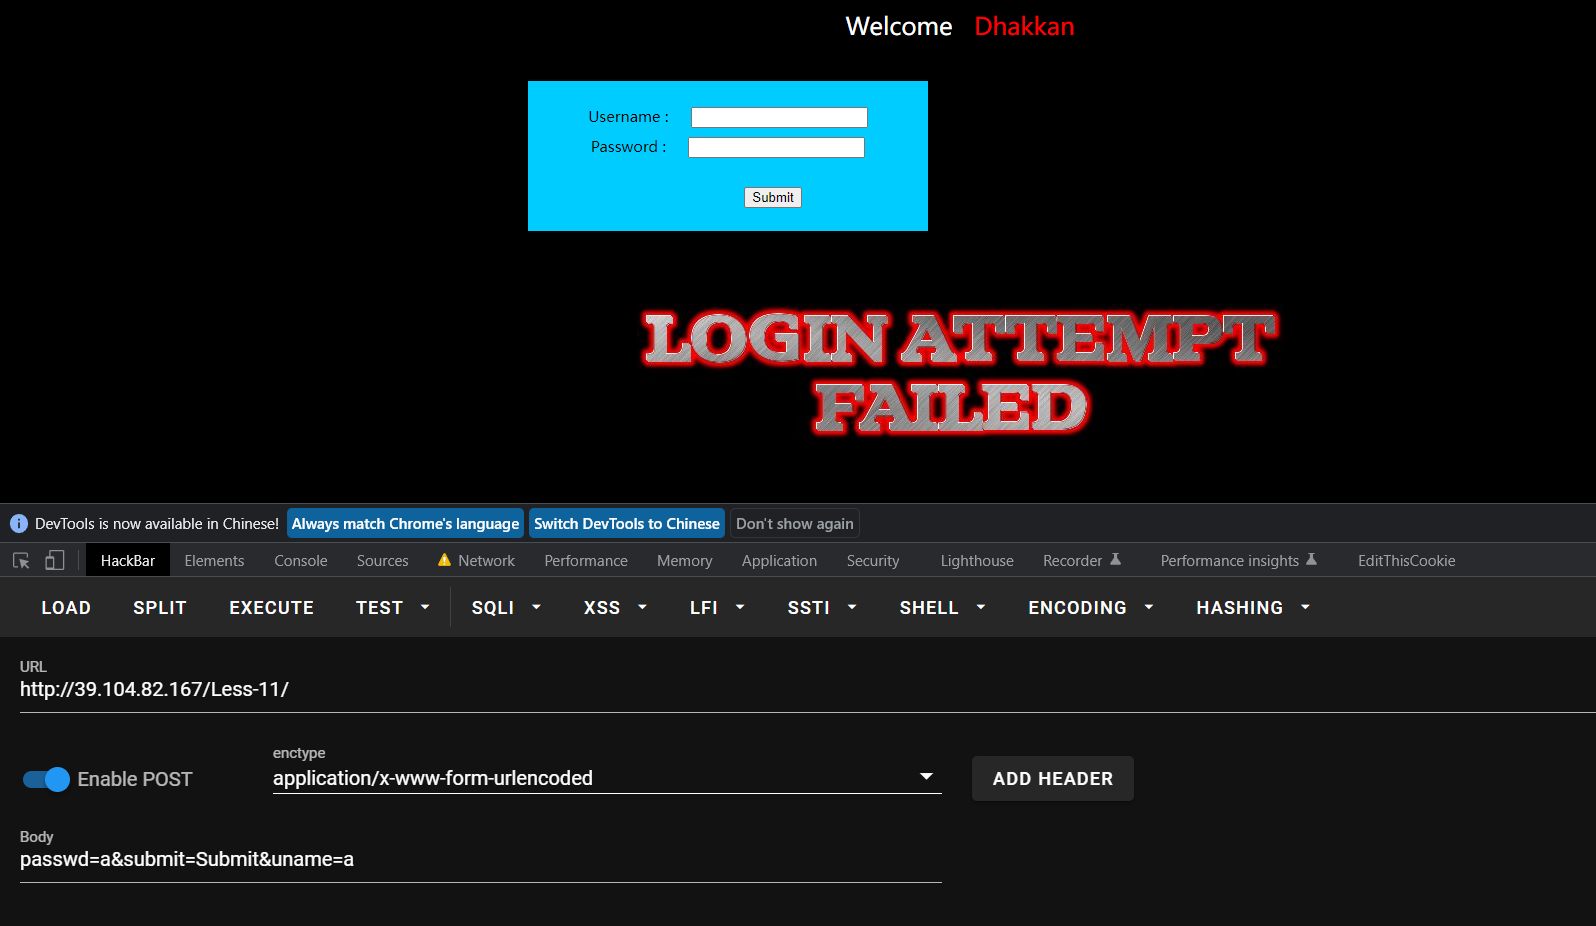 Welcome Dhakkan
Username :
Password :
Submit
LOGIN ATTEMPT
FAILED
DevTools is now available in Chinese! Always match Chrome's language Switch DevTools to Chinese Don't show again
HackBar Elements Console Sources Network Performance Memory Application Security Lighthouse Recorder Performance insights EditThisCookie
LOAD SPLIT EXECUTE TEST SQLI XSS LFI SSTI SHELL ENCODING HASHING
URL
http://39.104.82.167/Less-11/
enctype
Enable POST application/x-www-form-urlencoded ADD HEADER
Body
passwd=a&submit=Submit&uname=a